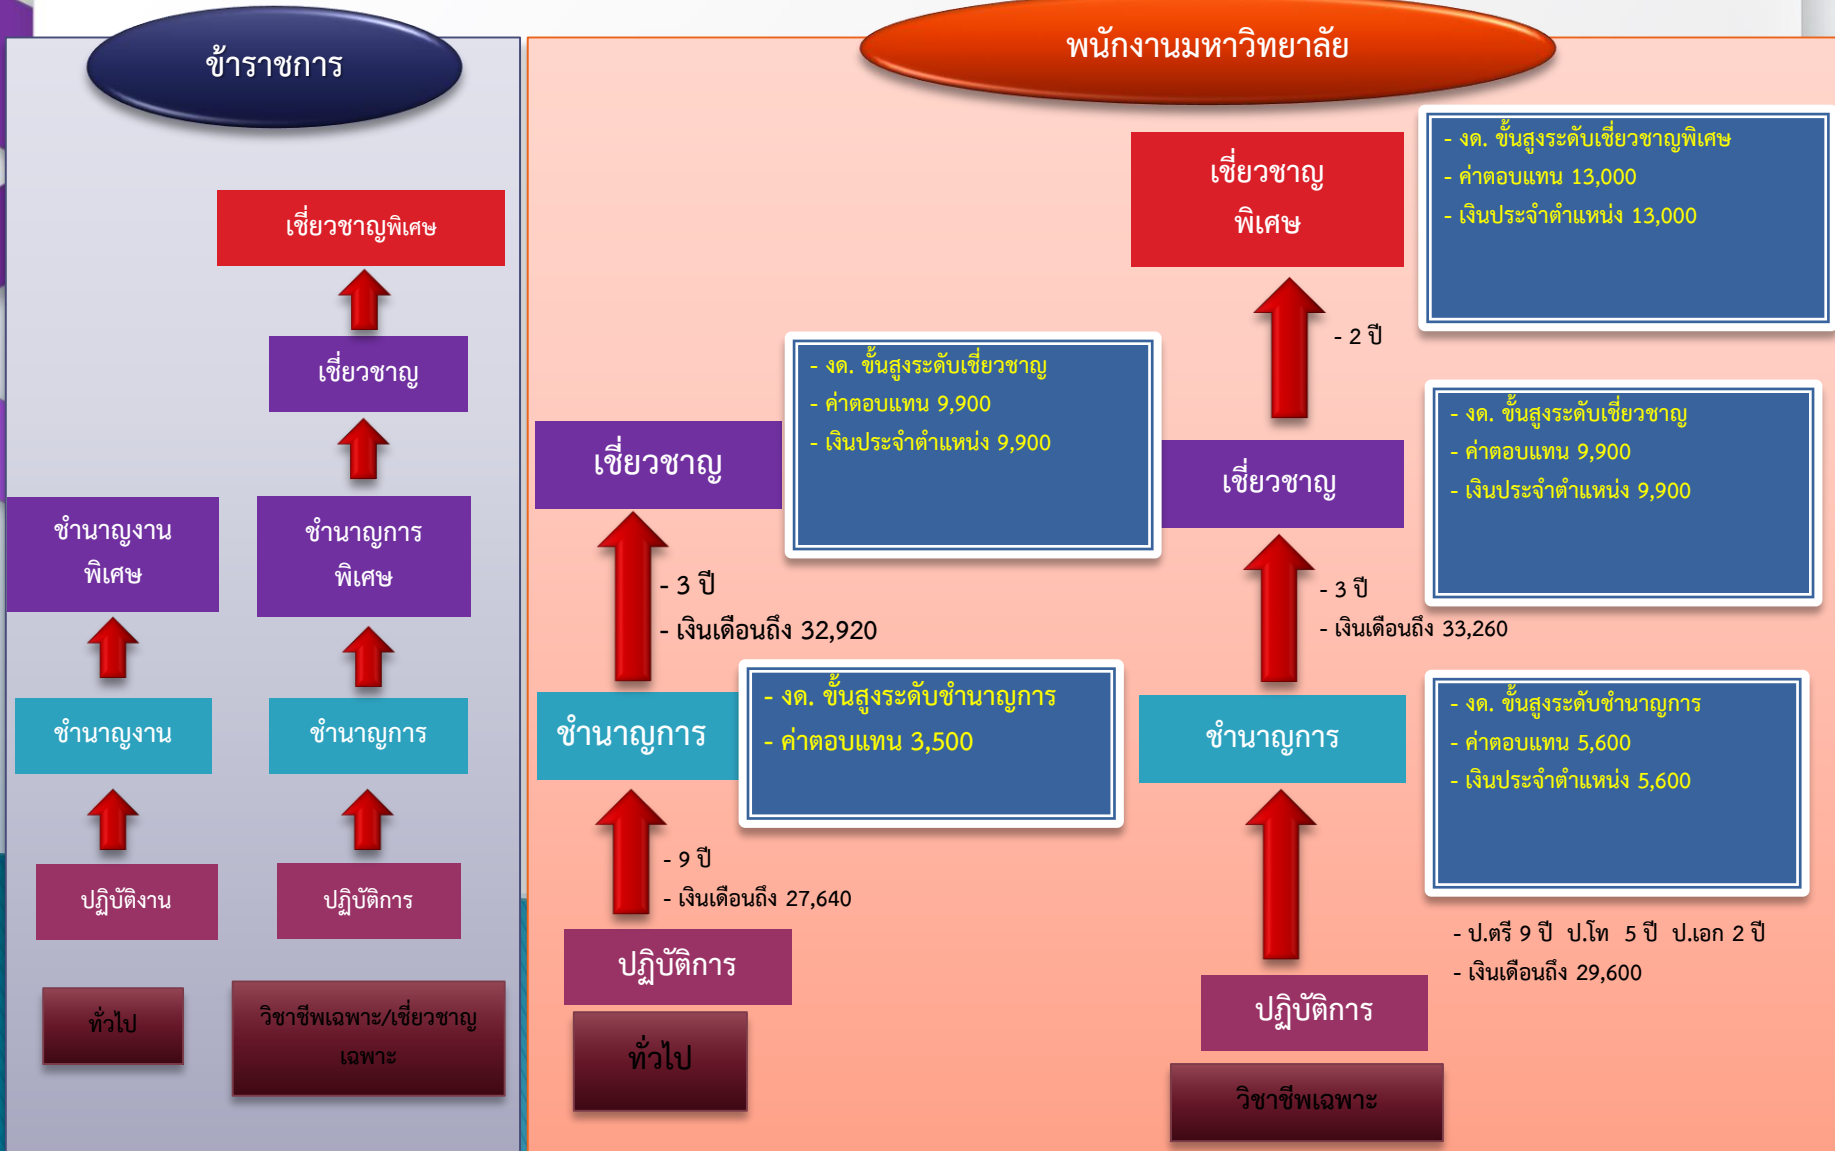 ข้าราชการ
เชี่ยวชาญพิเศษ
เชี่ยวชาญ
ชำนาญงาน
พิเศษ
ชำนาญการ
พิเศษ
ชำนาญงาน
ชำนาญการ
ปฏิบัติงาน
ปฏิบัติการ
ทั่วไป
วิชาชีพเฉพาะ/เชี่ยวชาญ
เฉพาะ
พนักงานมหาวิทยาลัย
เชี่ยวชาญ
- งด. ขั้นสูงระดับเชี่ยวชาญ
- ค่าตอบแทน 9,900
- เงินประจำตำแหน่ง 9,900
- 3 ปี
- เงินเดือนถึง 32,920
ชำนาญการ
- งด. ขั้นสูงระดับชำนาญการ
- ค่าตอบแทน 3,500
- 9 ปี
- เงินเดือนถึง 27,640
ปฏิบัติการ
ทั่วไป
เชี่ยวชาญ
พิเศษ
- งด. ขั้นสูงระดับเชี่ยวชาญพิเศษ
- ค่าตอบแทน 13,000
- เงินประจำตำแหน่ง 13,000
- 2 ปี
เชี่ยวชาญ
- งด. ขั้นสูงระดับเชี่ยวชาญ
- ค่าตอบแทน 9,900
- เงินประจำตำแหน่ง 9,900
- 3 ปี
- เงินเดือนถึง 33,260
ชำนาญการ
- งด. ขั้นสูงระดับชำนาญการ
- ค่าตอบแทน 5,600
- เงินประจำตำแหน่ง 5,600
- ป.ตรี 9 ปี ป.โท 5 ปี ป.เอก 2 ปี
- เงินเดือนถึง 29,600
ปฏิบัติการ
วิชาชีพเฉพาะ